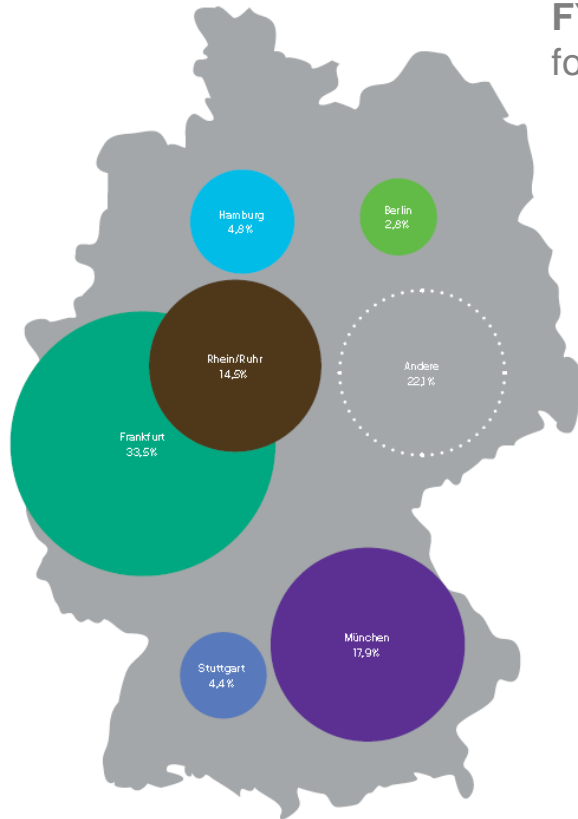 Hamburg
4,8%
Berlin
2,8%
Rhein/Ruhr
14,5%
Andere
22,1%
Frankfurt
33,5%
München
17,9%
Stuttgart
4,4%